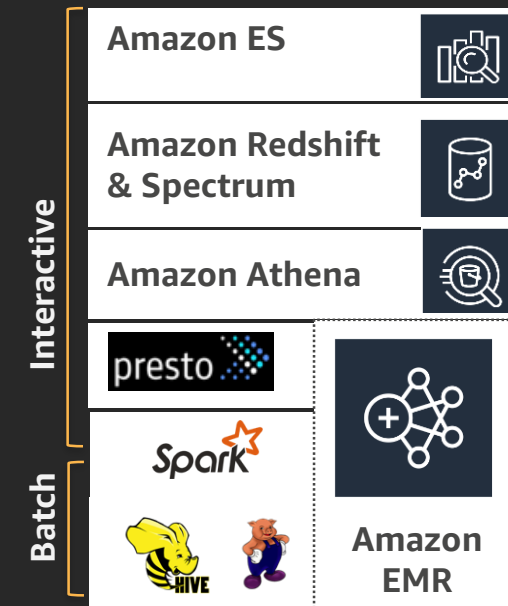 Amazon ES
Amazon Redshift
& Spectrum
Amazon Athena
Interactive
presto
Spark
Batch
HIVE
Amazon
EMR